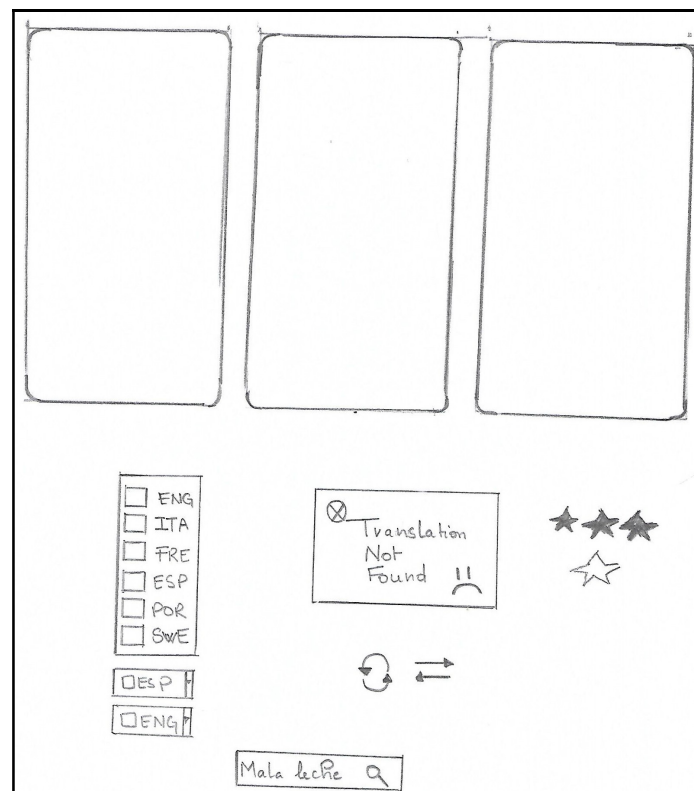 ENG
ITA
FRE
ESP
POR
SWE
Translation
Not
Found
ESP
ENG
Mala leche